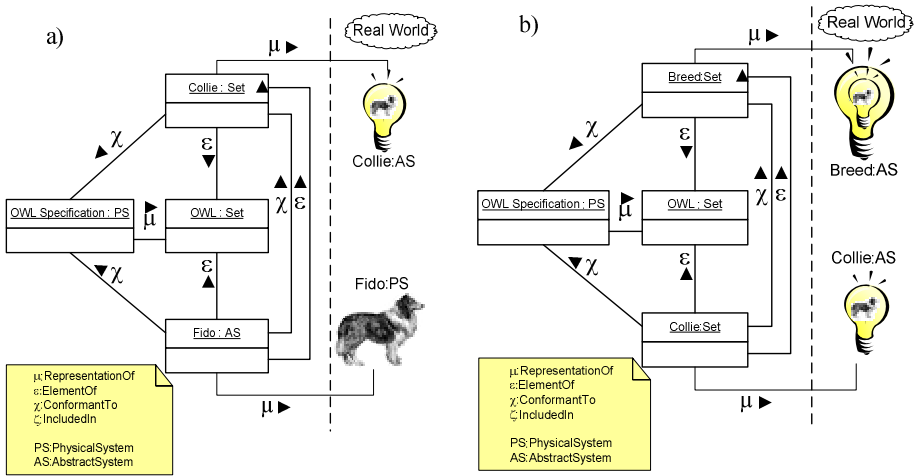 a)
Real World
μ ►
Collie : Set
Collie:AS
χ
ε
OWL Specification : PS
μ
OWL : Set
χ
ε
χ
ε
Fido:PS
Fido : AS
μ ►
μ:RepresentationOf
ε:ElementOf
χ:ConformantTo
ζ:IncludedIn
PS:PhysicalSystem
AS:AbstractSystem
b)
Real World
μ ►
Breed:Set
Breed:AS
χ
ε
OWL Specification : PS
μ
OWL : Set
χ
ε
χ
ε
Collie:AS
Collie:Set
μ ►
μ:RepresentationOf
ε:ElementOf
χ:ConformantTo
ζ:IncludedIn
PS:PhysicalSystem
AS:AbstractSystem